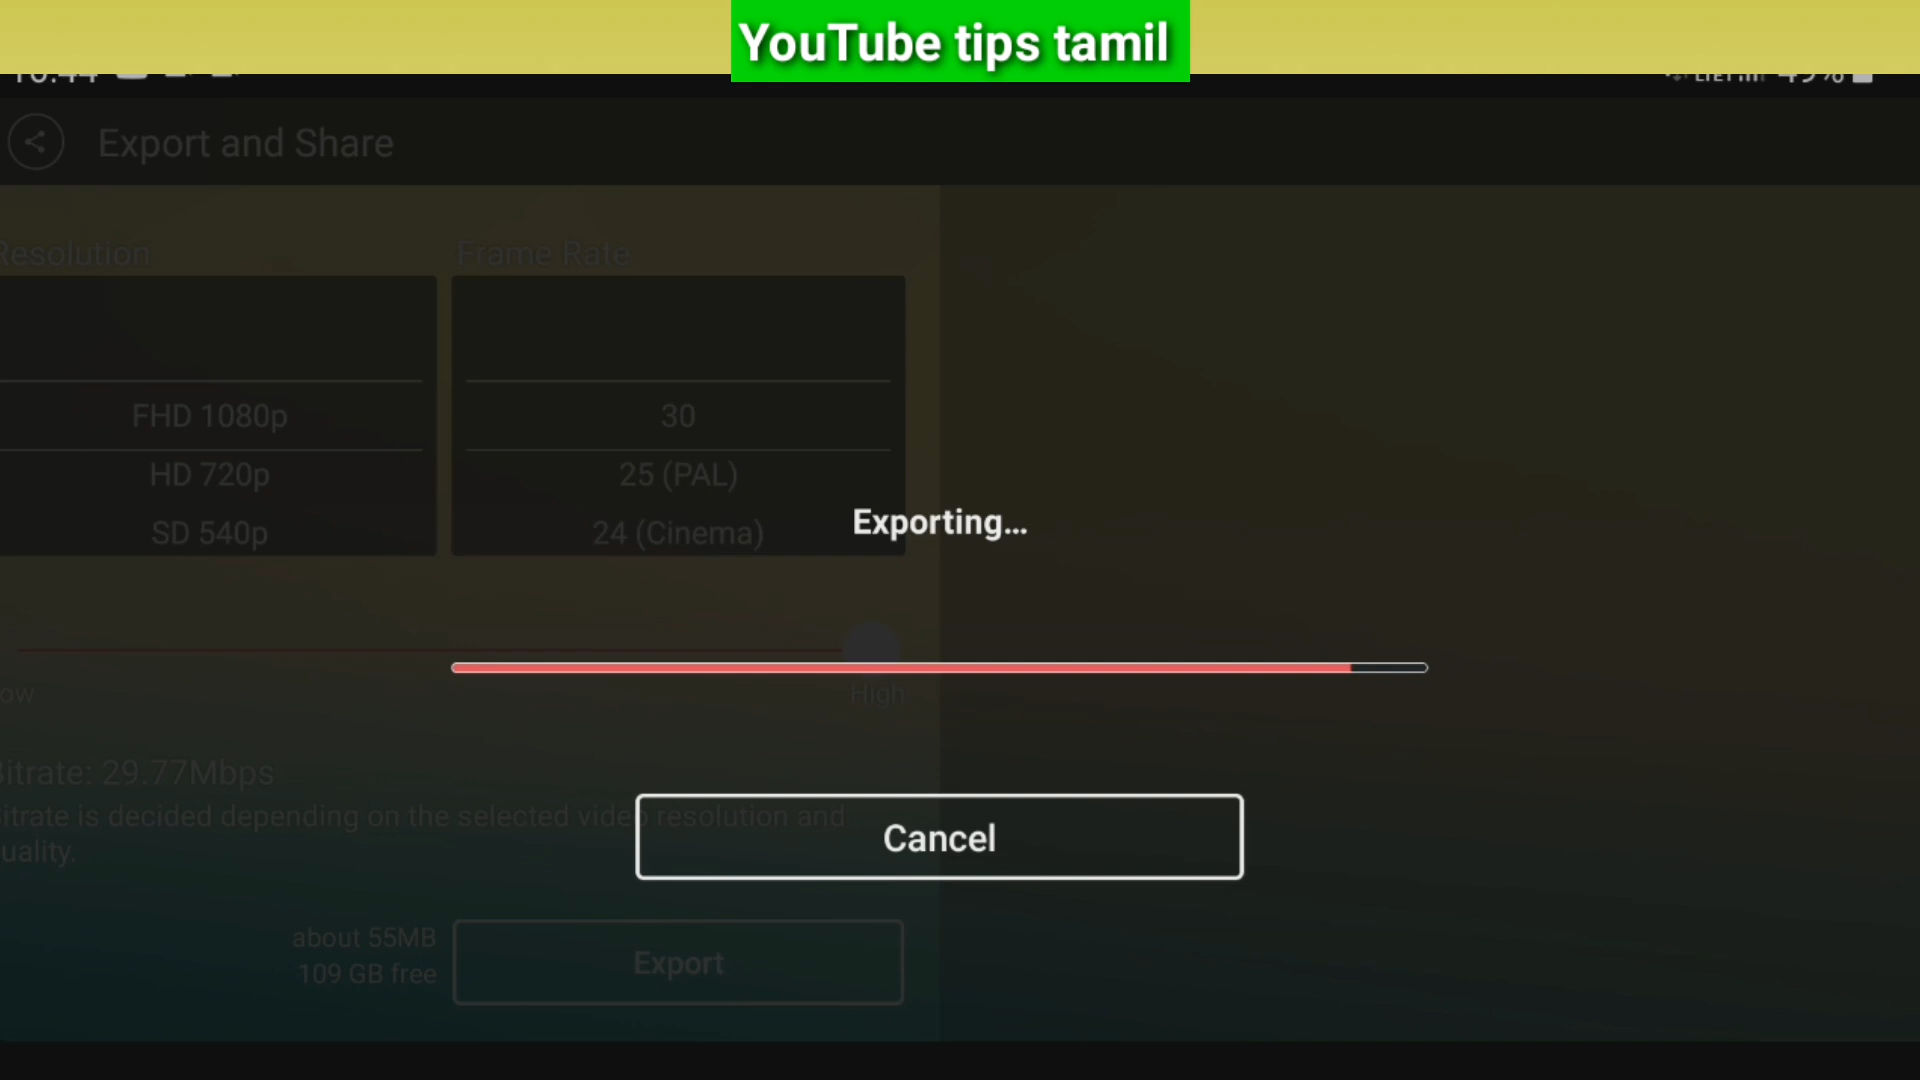 YouTube tips tamil
Export and Share
Resolution
Frame Rate
FHD 1080p
30
HD 720p
25 (PAL)
SD 540p
24 (Cinema)
Exporting...
High
Bitrate: 29.77Mbps
Bitrate is decided depending on the selected video resolution and
quality.
Cancel
about 55MB
109 GB free
Export